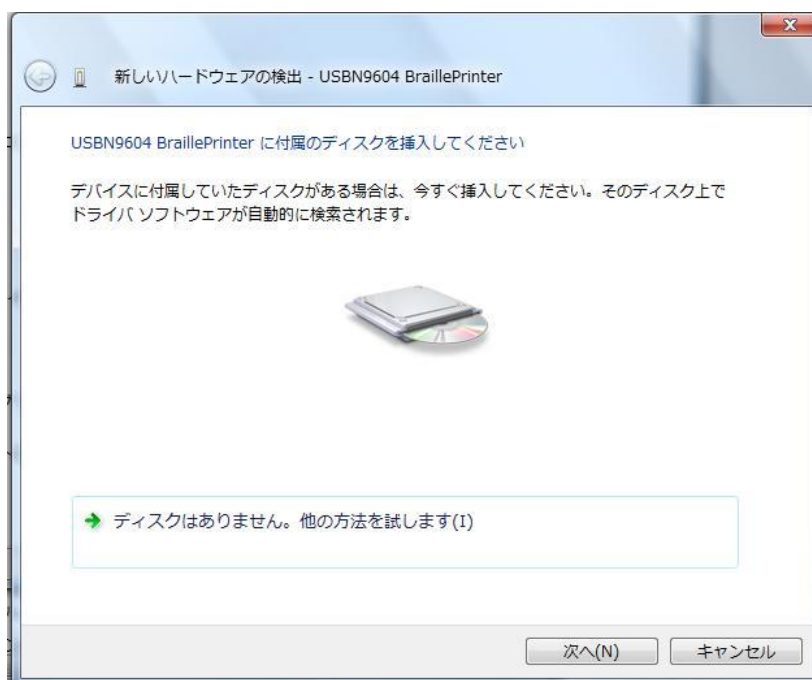 新しいハードウェアの検出 - USBN9604 BraillePrinter
USBN9604 BraillePrinter に付属のディスクを挿入してください
デバイスに付属していたディスクがある場合は、今すぐ挿入してください。そのディスク上で
ドライバ ソフトウェアが自動的に検索されます。
ディスクはありません。他の方法を試します(I)
次へ(N)
キャンセル